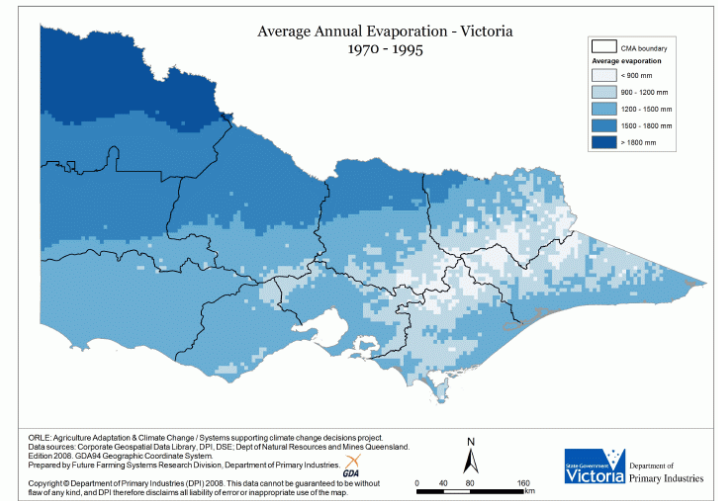 Average Annual Evaporation - Victoria
1970 - 1995
CMA boundary
Average evaporation
< 900 mm
900 - 1200 mm
1200 - 1500 mm
1500 - 1800 mm
> 1800 mm
ORLE: Agriculture Adaptation & Climate Change / Systems supporting climate change decisions project.
Data sources: Corporate Geospatial Data Library, DPI, DSE; Dept of Natural Resources and Mines Queensland.
Edition 2008. GDA94 Geographic Coordinate System.
Prepared by Future Farming Systems Research Division, Department of Primary Industries.
GDA
Copyright © Department of Primary Industries (DPI) 2008. This data cannot be guaranteed to be without
flaw of any kind, and DPI therefore disclaims all liability of error or inappropriate use of the map.
N
0 40 80 160
km
State Government
Victoria
Department of
Primary Industries